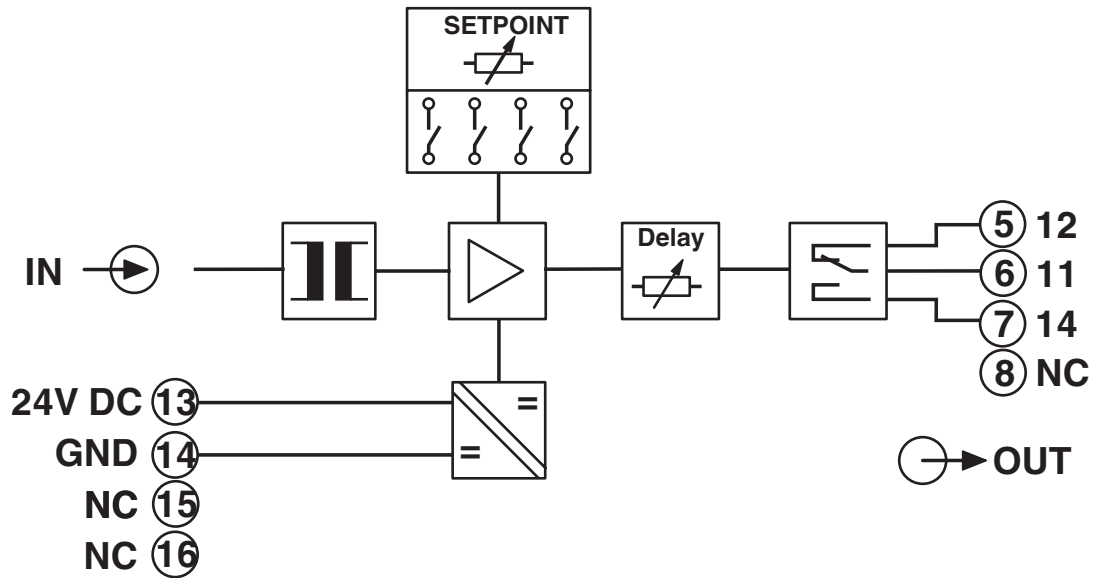 SETPOINT
IN
Delay
5 12
6 11
7 14
8 NC
24V DC 13
GND 14
NC 15
NC 16
OUT